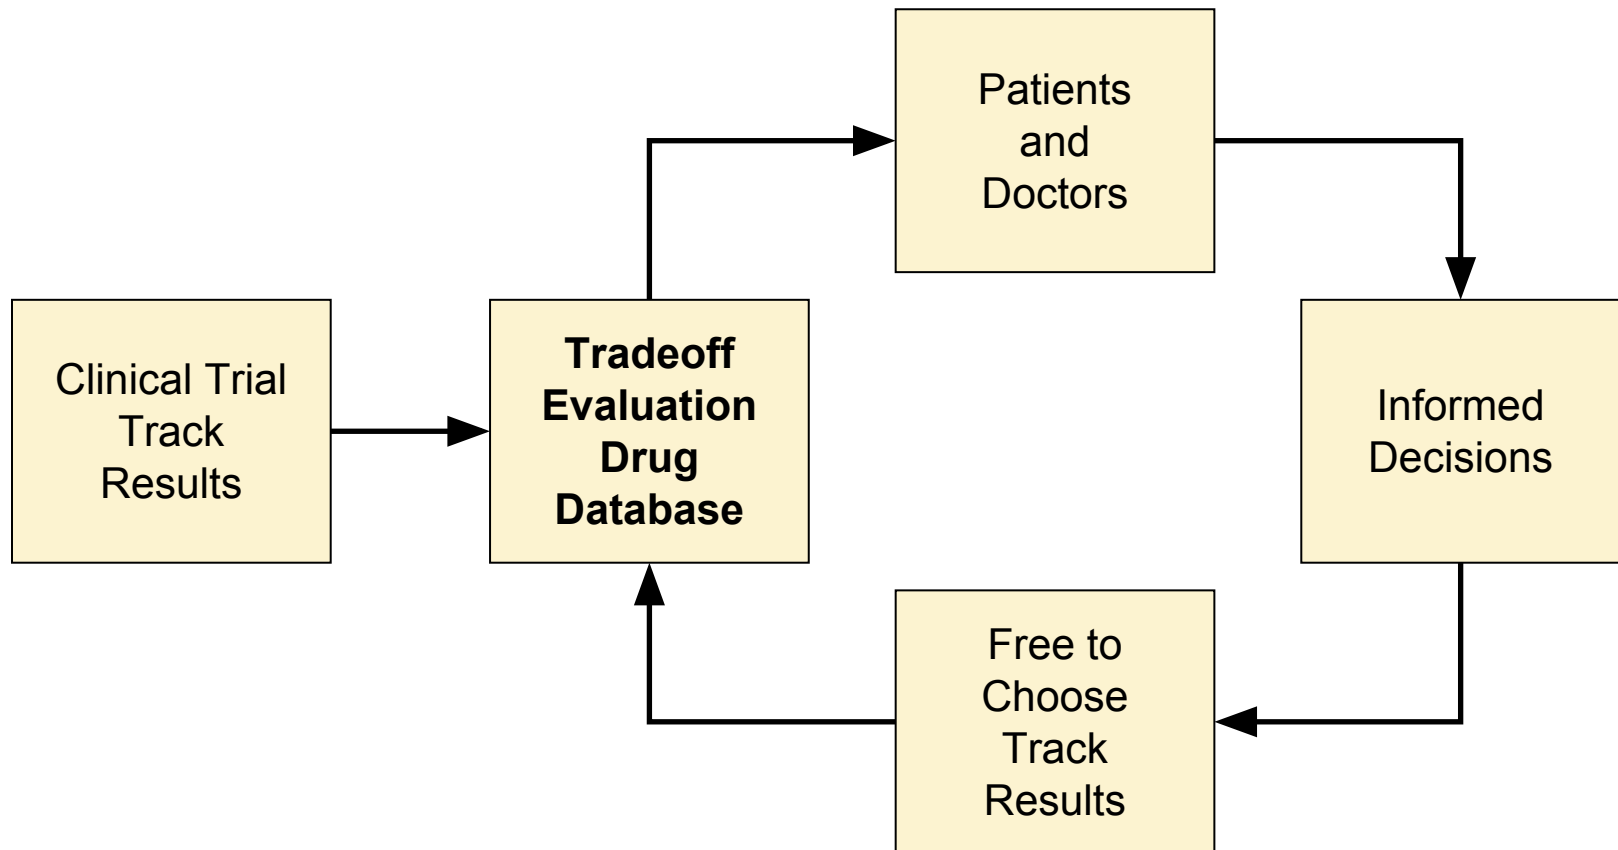 Patients
and
Doctors
Clinical Trial
Track
Results
Tradeoff
Evaluation
Drug
Database
Informed
Decisions
Free to
Choose
Track
Results